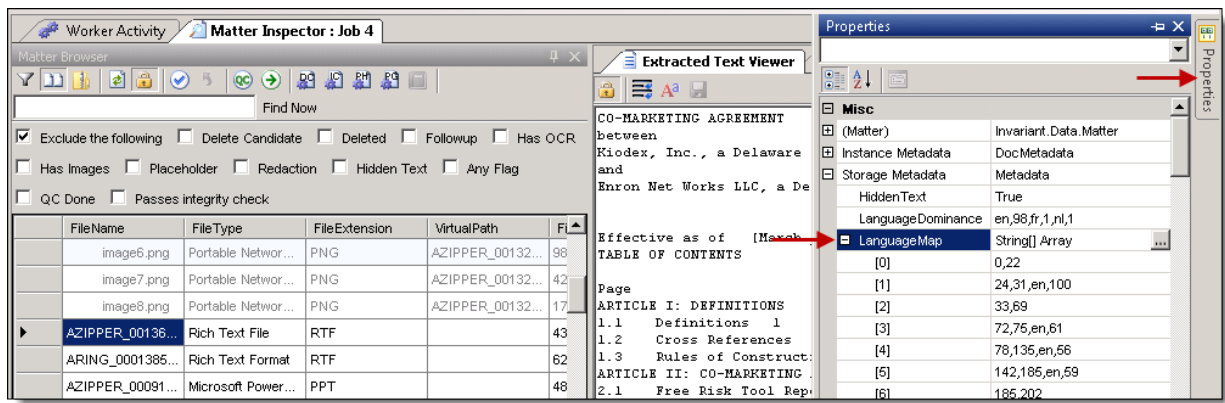 Worker Activity
Matter Inspector : Job 4
Matter Browser
QC
Find Now
Exclude the following Delete Candidate Deleted Followup Has OCR
Has Images Placeholder Redaction Hidden Text Any Flag
QC Done Passes integrity check
FileName FileType FileExtension VirtualPath Fi
image6.png Portable Networ... PNG AZIPPER_00132... 98
image7.png Portable Networ... PNG AZIPPER_00132... 42
image8.png Portable Networ... PNG AZIPPER_00132... 17
AZIPPER_00136... Rich Text File RTF 43
ARING_0001385... Rich Text Format RTF 62
AZIPPER_00091... Microsoft Power... PPT 48
Extracted Text Viewer
CO-MARKETING AGREEMENT
between
Kiodex, Inc., a Delaware
and
Enron Net Works LLC, a De
Effective as of [March
TABLE OF CONTENTS
Page
ARTICLE I: DEFINITIONS
1.1 Definitions 1
1.2 Cross References
1.3 Rules of Construct
ARTICLE II: CO-MARKETING
2.1 Free Risk Tool Rep
Properties
Misc
(Matter) Invariant.Data.Matter
Instance Metadata DocMetadata
Storage Metadata Metadata
HiddenText True
LanguageDominance en,98,fr,1,nl,1
LanguageMap String[] Array ...
[0] 0,22
[1] 24,31,en,100
[2] 33,69
[3] 72,75,en,61
[4] 78,135,en,56
[5] 142,185,en,59
[6] 185,202
Properties